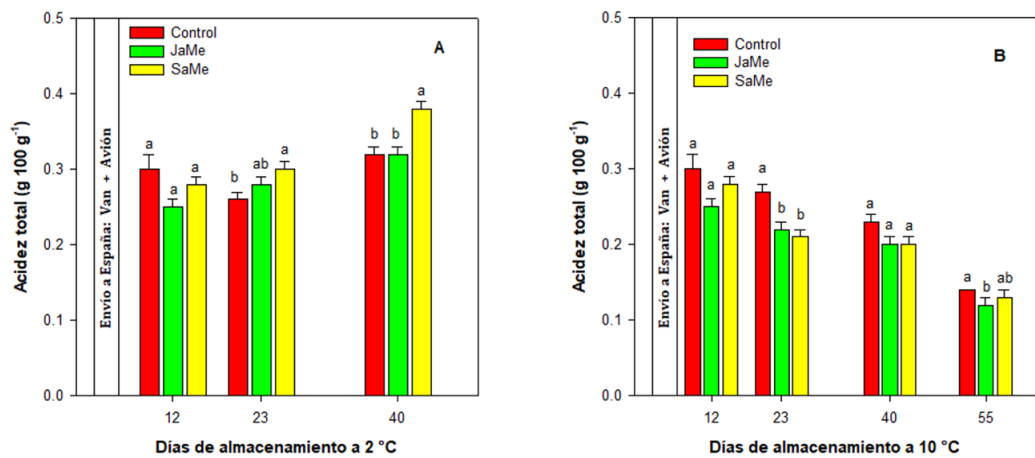 0.5
0.4
0.3
0.2
0.1
0.0
Acidez total (g 100 g⁻¹)
Envío a España: Van + Avión
Control
JaMe
SaMe
A
a
a
a
b
ab
a
b
b
a
12
23
40
Días de almacenamiento a 2 °C
0.5
0.4
0.3
0.2
0.1
0.0
Acidez total (g 100 g⁻¹)
Envío a España: Van + Avión
Control
JaMe
SaMe
B
a
a
a
a
b
b
a
a
a
a
b
ab
12
23
40
55
Días de almacenamiento a 10 °C